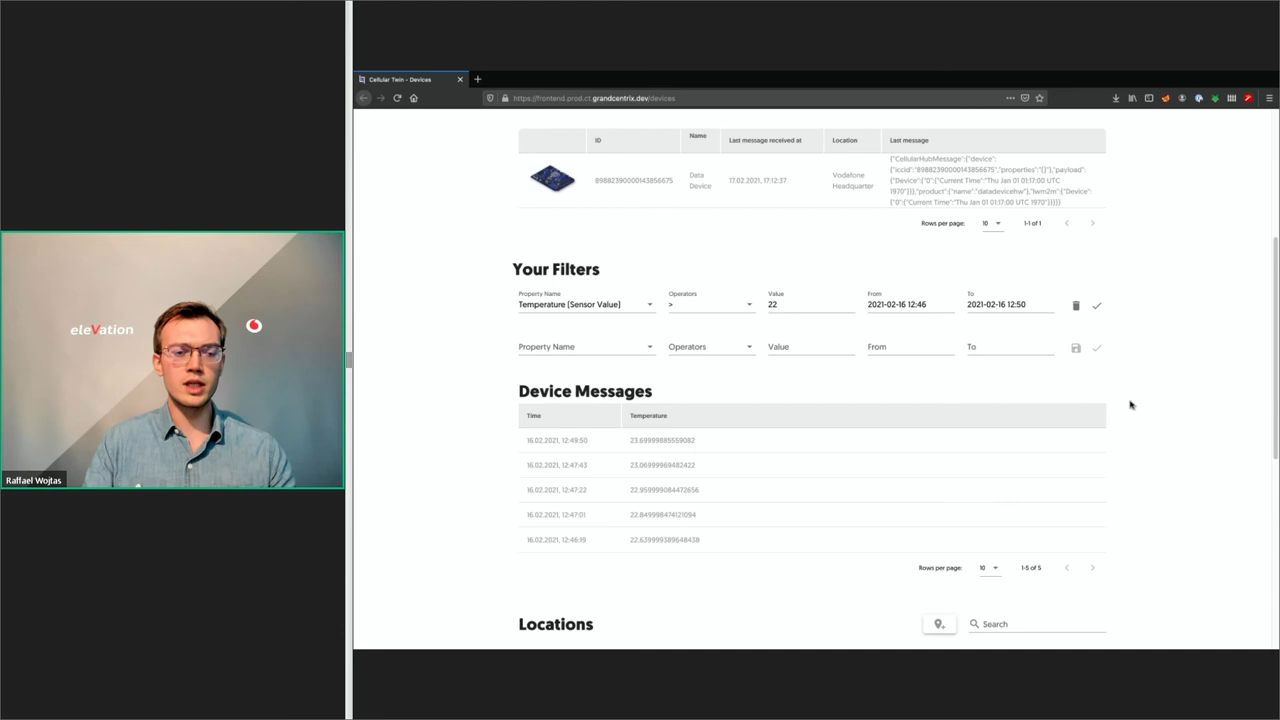 eleVation
Raffael Wojtas
Cellular Twin - Devices
https://frontend.prod.ct.grandcentrix.dev/devices
ID
Name
Last message received at
Location
Last message
89882390000143856675
Data
Device
17.02.2021, 17:12:37
Vodafone
Headquarter
{"CellularHubMessage":{"device":
{"iccid":"89882390000143856675","properties":{}},"payload":
{"Device":{"0":{"Current Time":"Thu Jan 01 01:17:00 UTC
1970"}}},"product":{"name":"datadevicehw"},"lwm2m":{"Device":
{"0":{"Current Time":"Thu Jan 01 01:17:00 UTC 1970"}}}}}
Rows per page: 10 1-1 of 1
Your Filters
Property Name Operators Value From To
Temperature (Sensor Value) > 22 2021-02-16 12:46 2021-02-16 12:50
Property Name Operators Value From To
Device Messages
Time Temperature
16.02.2021, 12:49:50 23.69999885559082
16.02.2021, 12:47:43 23.06999969482422
16.02.2021, 12:47:22 22.959999084472656
16.02.2021, 12:47:01 22.849998474121094
16.02.2021, 12:46:19 22.639999389648438
Rows per page: 10 1-5 of 5
Locations
Search